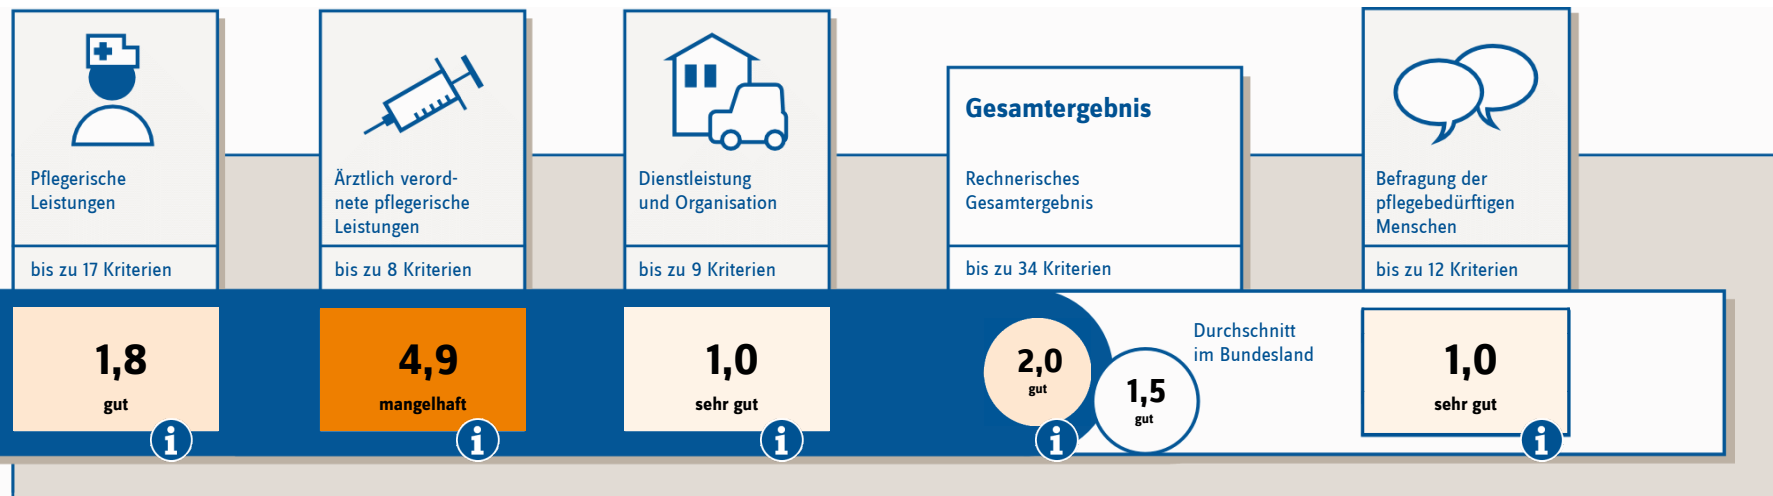 Pflegerische
Leistungen
bis zu 17 Kriterien
1,8
gut
i
Ärztlich verord-
nete pflegerische
Leistungen
bis zu 8 Kriterien
4,9
mangelhaft
i
Dienstleistung
und Organisation
bis zu 9 Kriterien
1,0
sehr gut
i
Gesamtergebnis
Rechnerisches
Gesamtergebnis
bis zu 34 Kriterien
2,0
gut
i
1,5
gut
Durchschnitt
im Bundesland
Befragung der
pflegebedürftigen
Menschen
bis zu 12 Kriterien
1,0
sehr gut
i